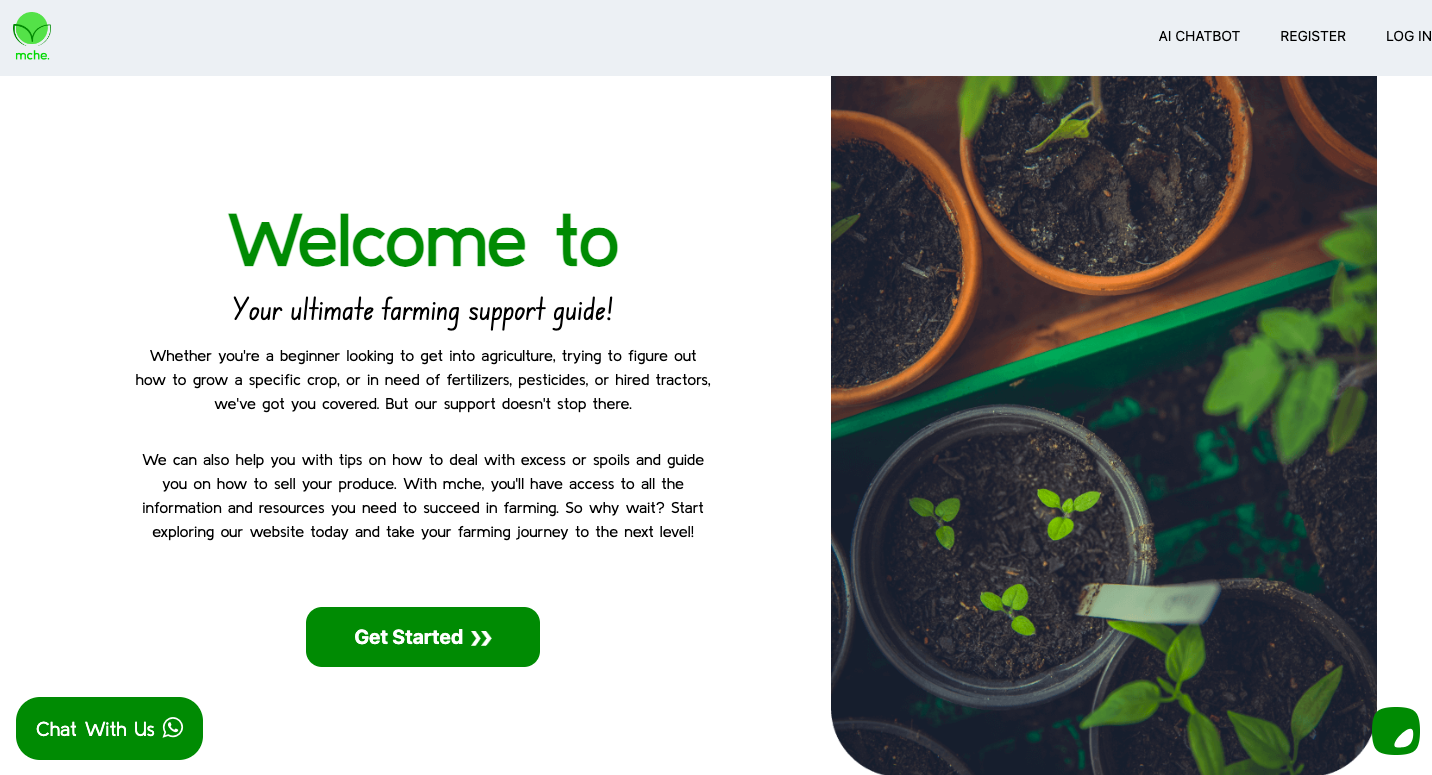 mche.
AI CHATBOT
REGISTER
LOG IN
Welcome to
Your ultimate farming support guide!
Whether you're a beginner looking to get into agriculture, trying to figure out
how to grow a specific crop, or in need of fertilizers, pesticides, or hired tractors,
we've got you covered. But our support doesn't stop there.
We can also help you with tips on how to deal with excess or spoils and guide
you on how to sell your produce. With mche, you'll have access to all the
information and resources you need to succeed in farming. So why wait? Start
exploring our website today and take your farming journey to the next level!
Get Started
Chat With Us